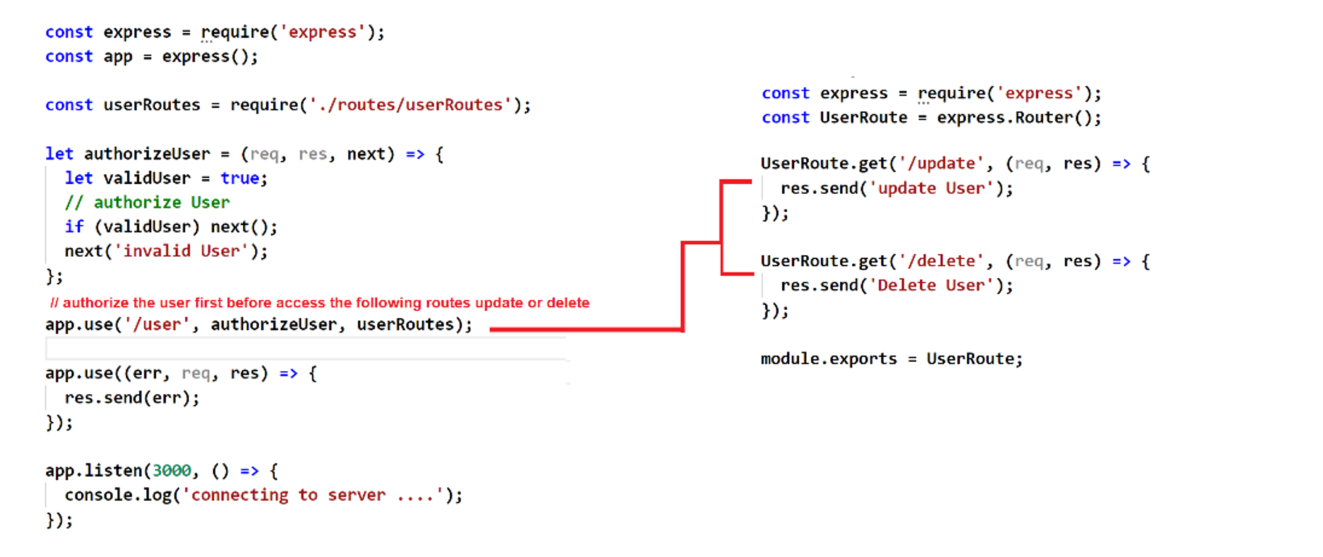 const express = require('express');
const app = express();
const userRoutes = require('./routes/userRoutes');
let authorizeUser = (req, res, next) => {
let validUser = true;
// authorize User
if (validUser) next();
next('invalid User');
};
// authorize the user first before access the following routes update or delete
app.use('/user', authorizeUser, userRoutes);
app.use((err, req, res) => {
res.send(err);
});
app.listen(3000, () => {
console.log('connecting to server ....');
});
const express = require('express');
const UserRoute = express.Router();
UserRoute.get('/update', (req, res) => {
res.send('update User');
});
UserRoute.get('/delete', (req, res) => {
res.send('Delete User');
});
module.exports = UserRoute;